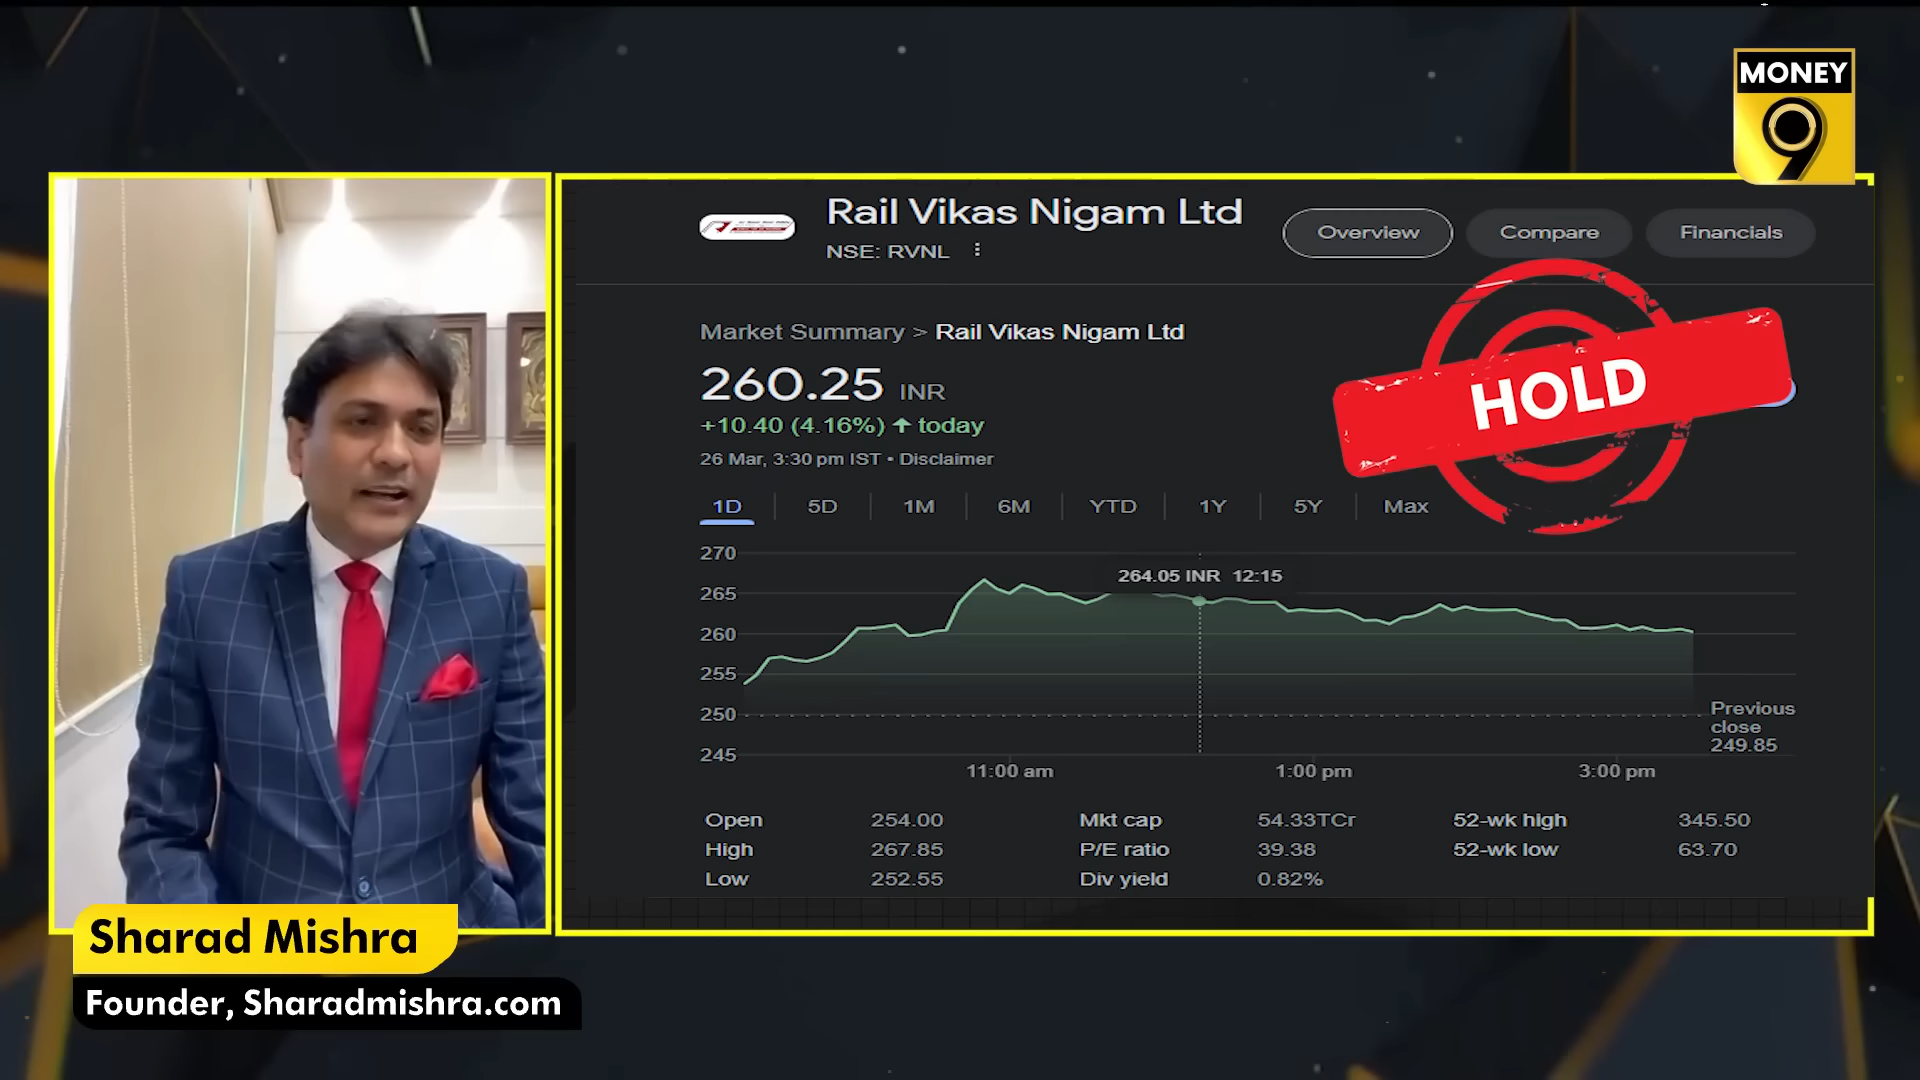 MONEY
9
Rail Vikas Nigam Ltd
NSE: RVNL
Overview
Compare
Financials
Market Summary > Rail Vikas Nigam Ltd
HOLD
260.25 INR
+10.40 (4.16%) ↑ today
26 Mar, 3:30 pm IST • Disclaimer
1D 5D 1M 6M YTD 1Y 5Y Max
270
265
260
255
250
245
264.05 INR 12:15
Previous
close
249.85
11:00 am 1:00 pm 3:00 pm
Open 254.00 Mkt cap 54.33TCr 52-wk high 345.50
High 267.85 P/E ratio 39.38 52-wk low 63.70
Low 252.55 Div yield 0.82%
Sharad Mishra
Founder, Sharadmishra.com